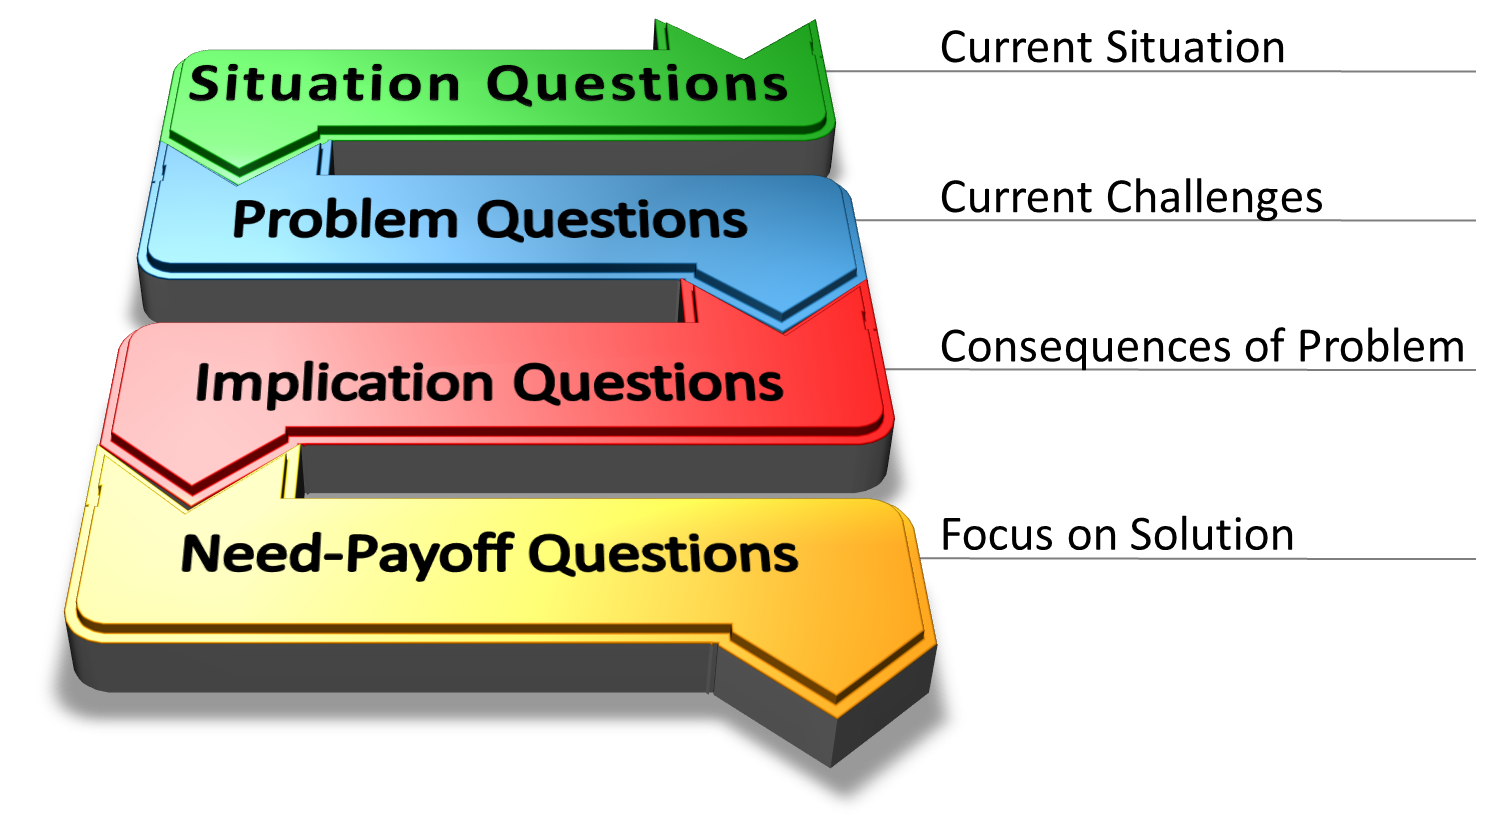 Situation Questions
Current Situation
Problem Questions
Current Challenges
Implication Questions
Consequences of Problem
Need-Payoff Questions
Focus on Solution